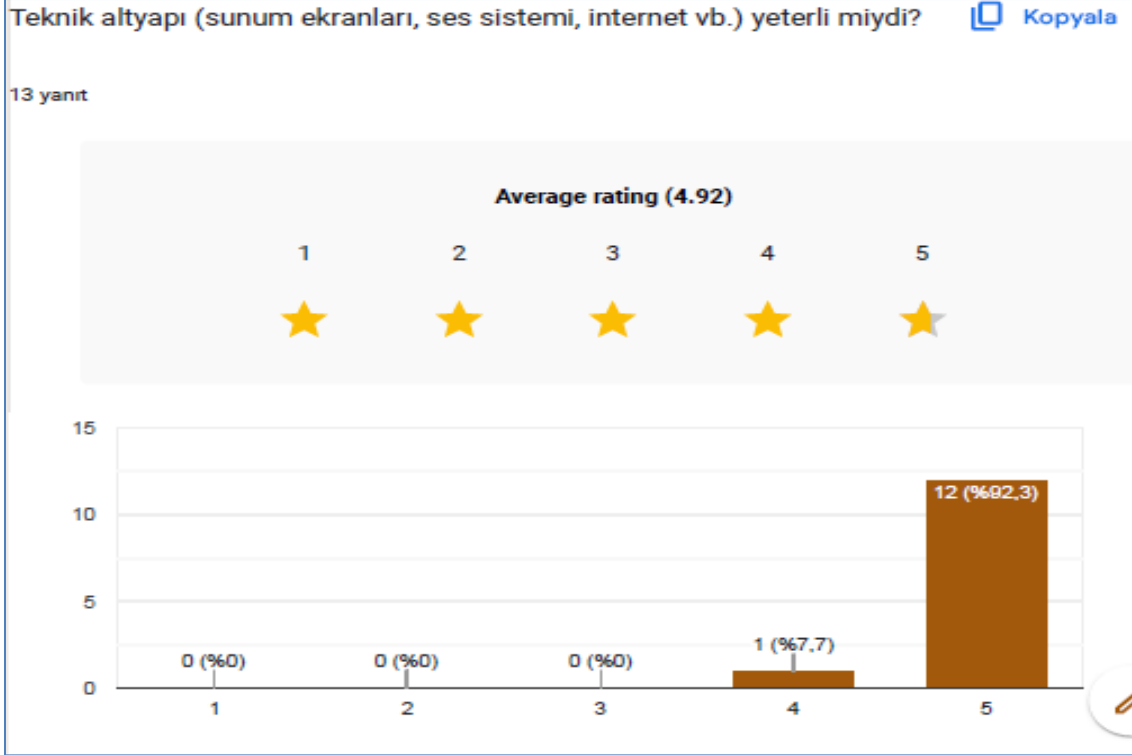 Teknik altyapı (sunum ekranları, ses sistemi, internet vb.) yeterli miydi?
Kopyala
13 yanıt
Average rating (4.92)
1 2 3 4 5
15
10
5
0
0 (%0) 0 (%0) 0 (%0) 1 (%7,7) 12 (%92,3)
1 2 3 4 5